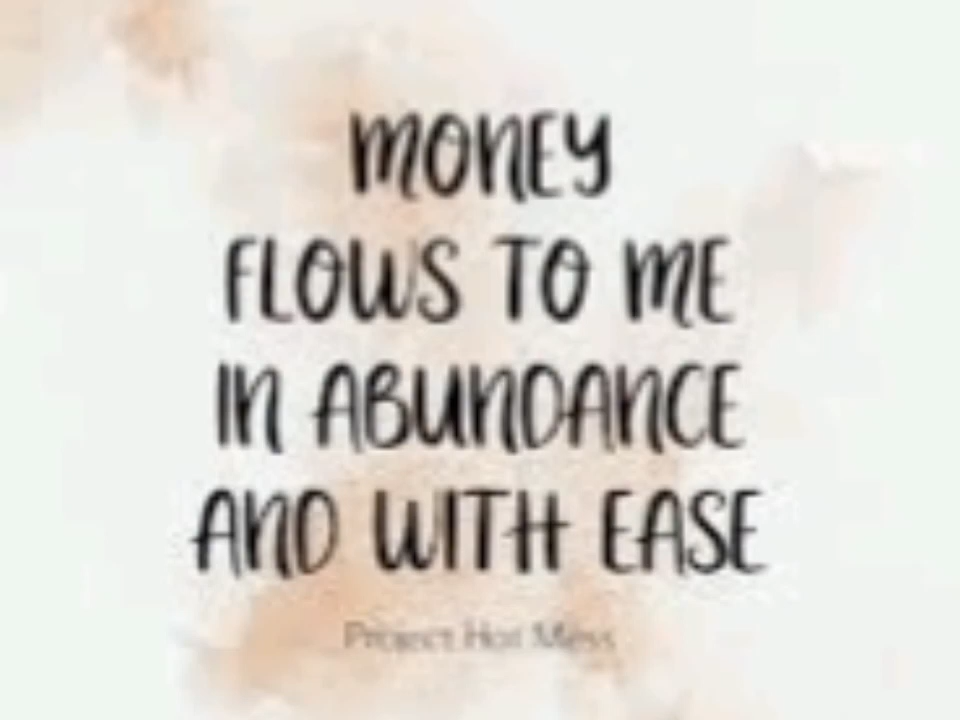 MONEY
FLOWS TO ME
IN ABUNDANCE
AND WITH EASE
Project Hot Mess